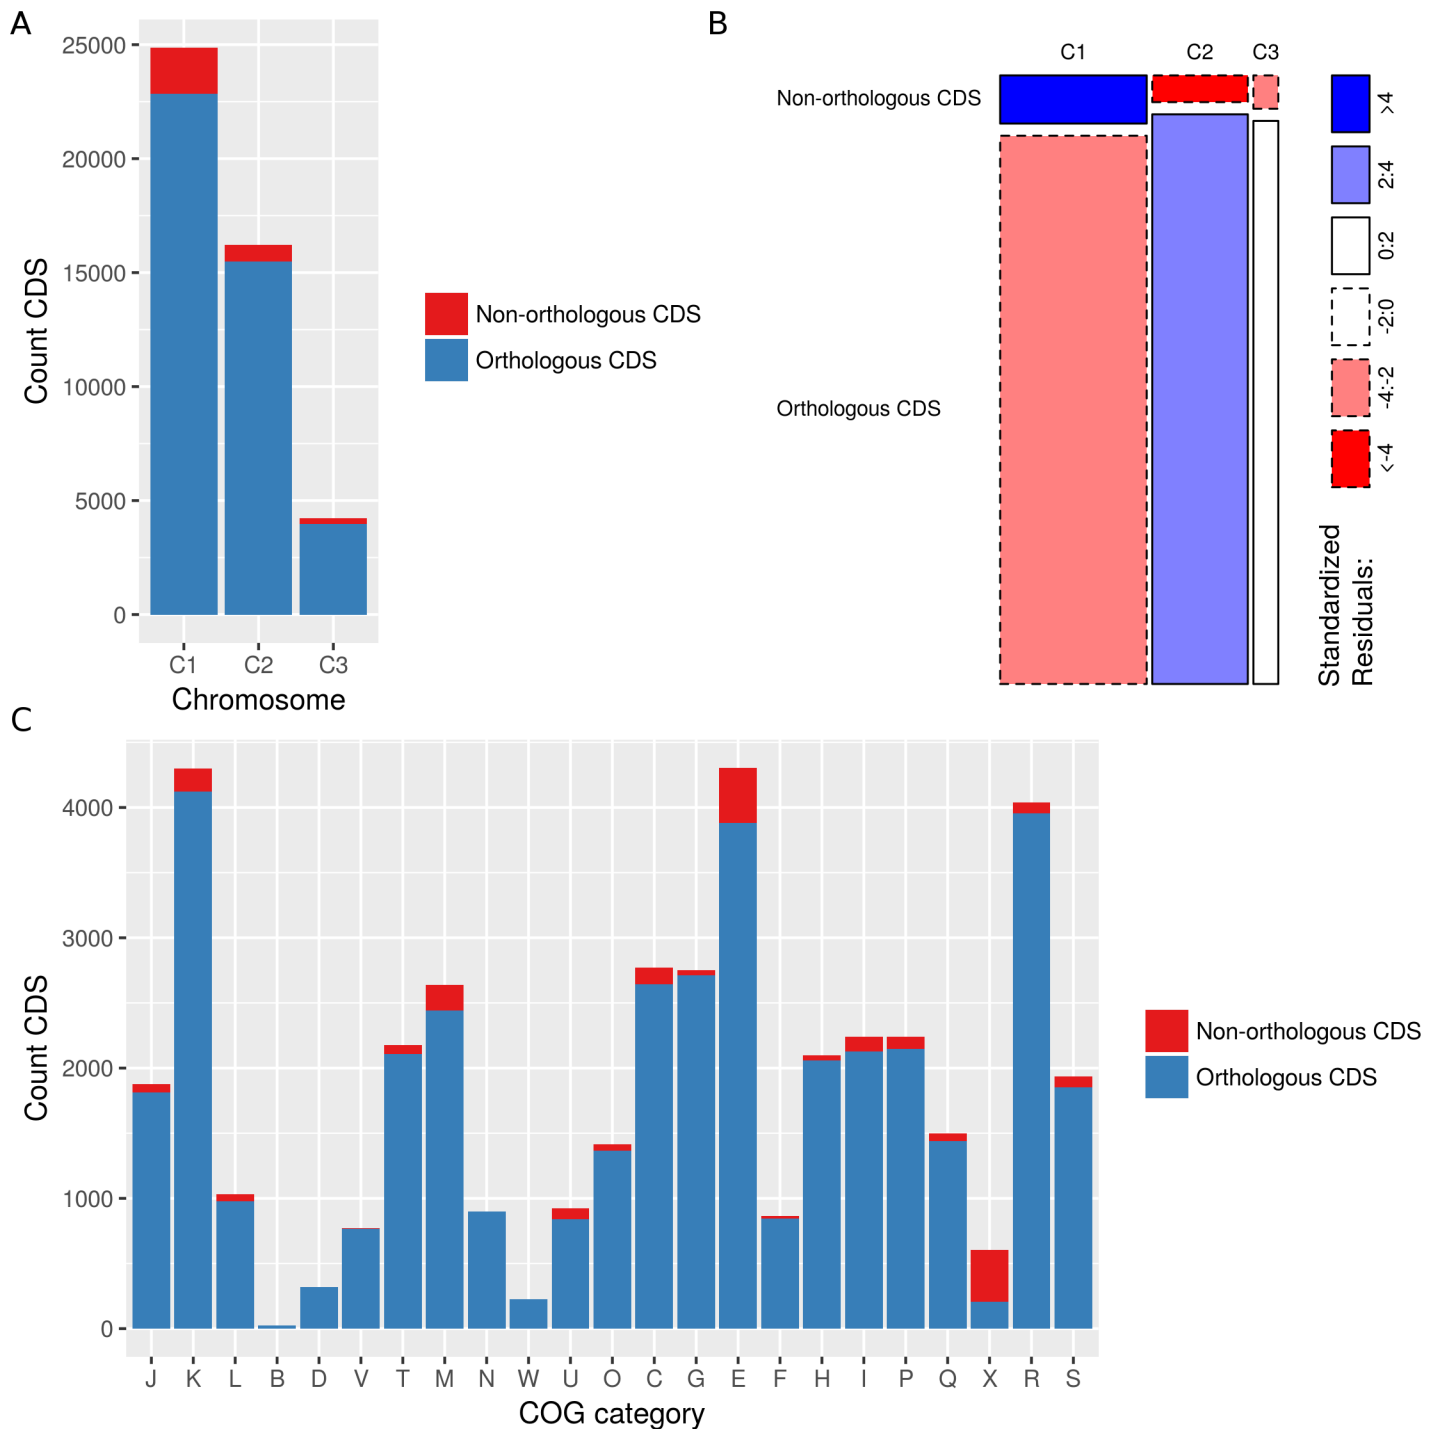 A
25000
20000
15000
10000
5000
0
Count CDS
C1 C2 C3
Chromosome
Non-orthologous CDS
Orthologous CDS
B
C1 C2 C3
Non-orthologous CDS
Orthologous CDS
>4
2:4
0:2
-2:0
-4:-2
<-4
Standardized
Residuals:
C
4000
3000
2000
1000
0
Count CDS
J K L B D V T M N W U O C G E F H I P Q X R S
COG category
Non-orthologous CDS
Orthologous CDS